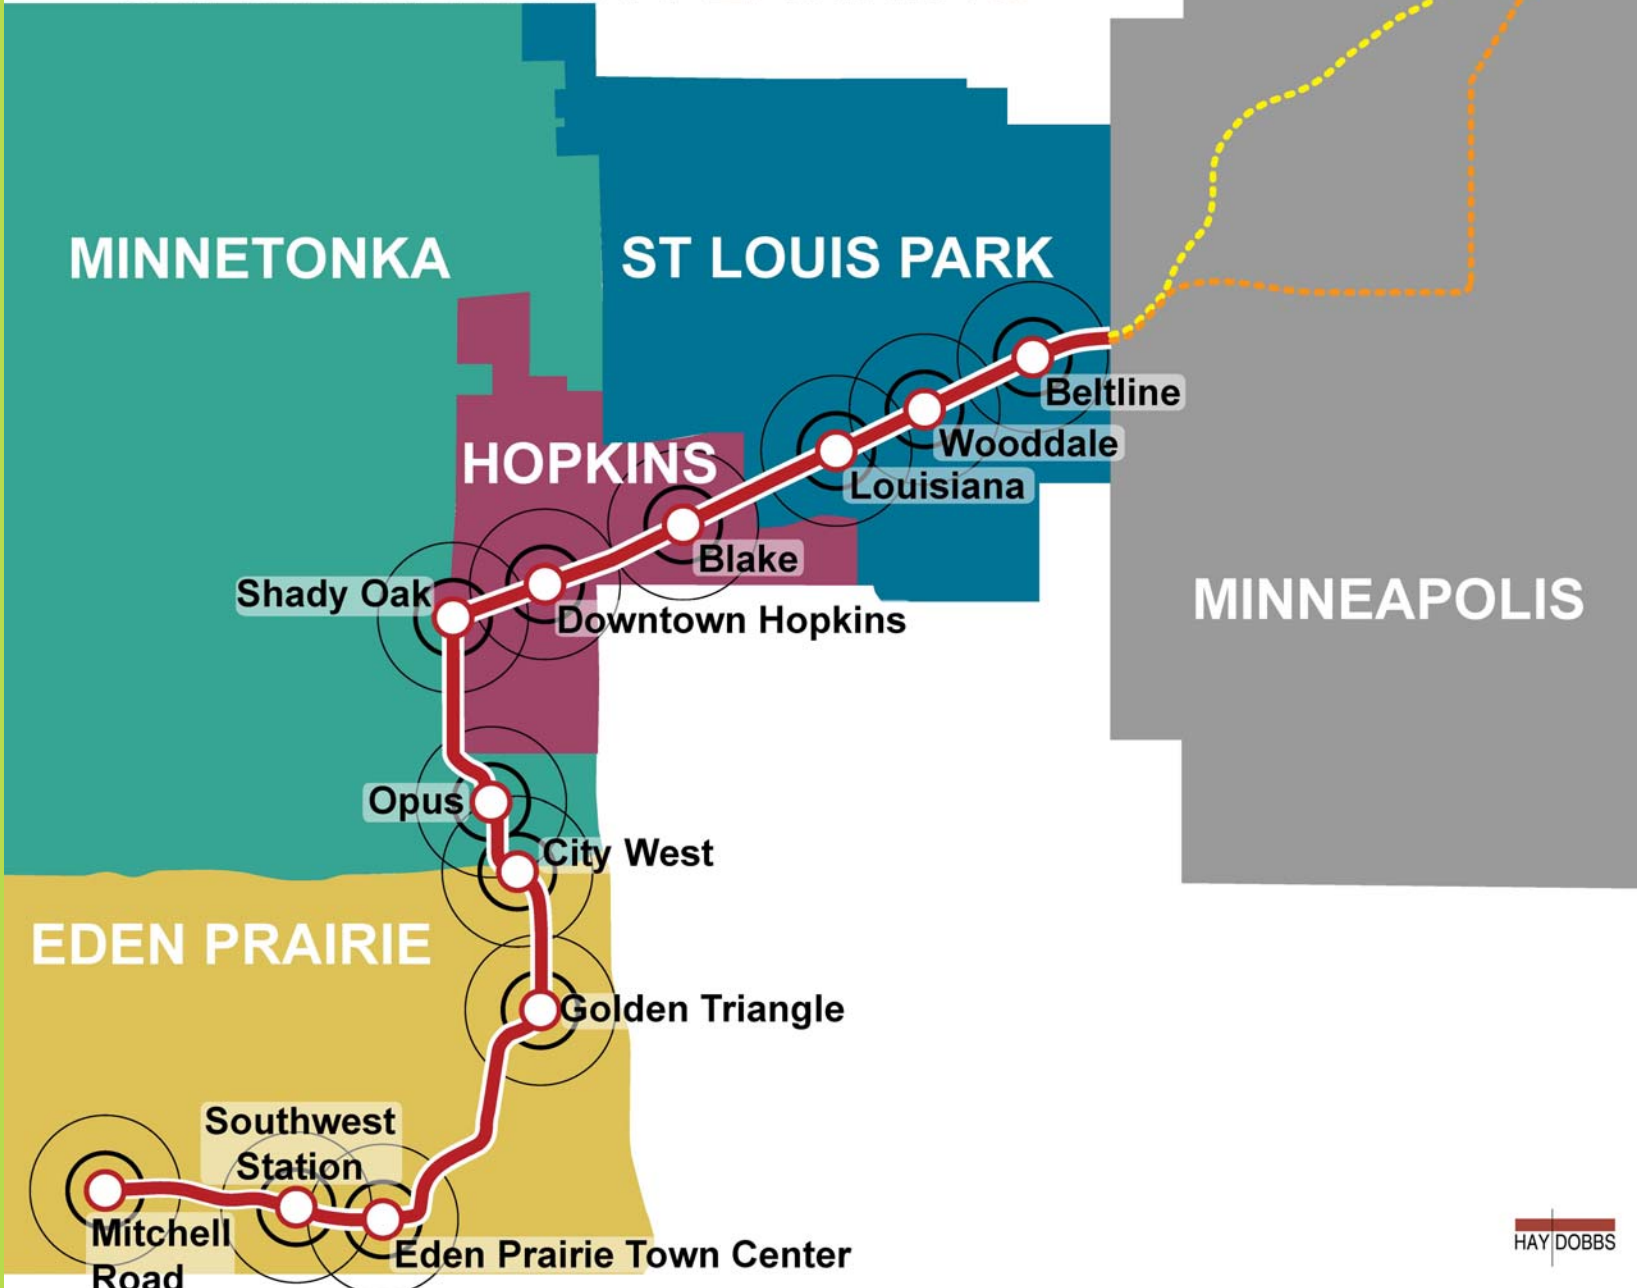 MINNETONKA
ST LOUIS PARK
Beltline
Wooddale
HOPKINS
Louisiana
Blake
Shady Oak
Downtown Hopkins
MINNEAPOLIS
Opus
City West
EDEN PRAIRIE
Golden Triangle
Southwest
Station
Mitchell
Road
Eden Prairie Town Center
HAY DOBBS